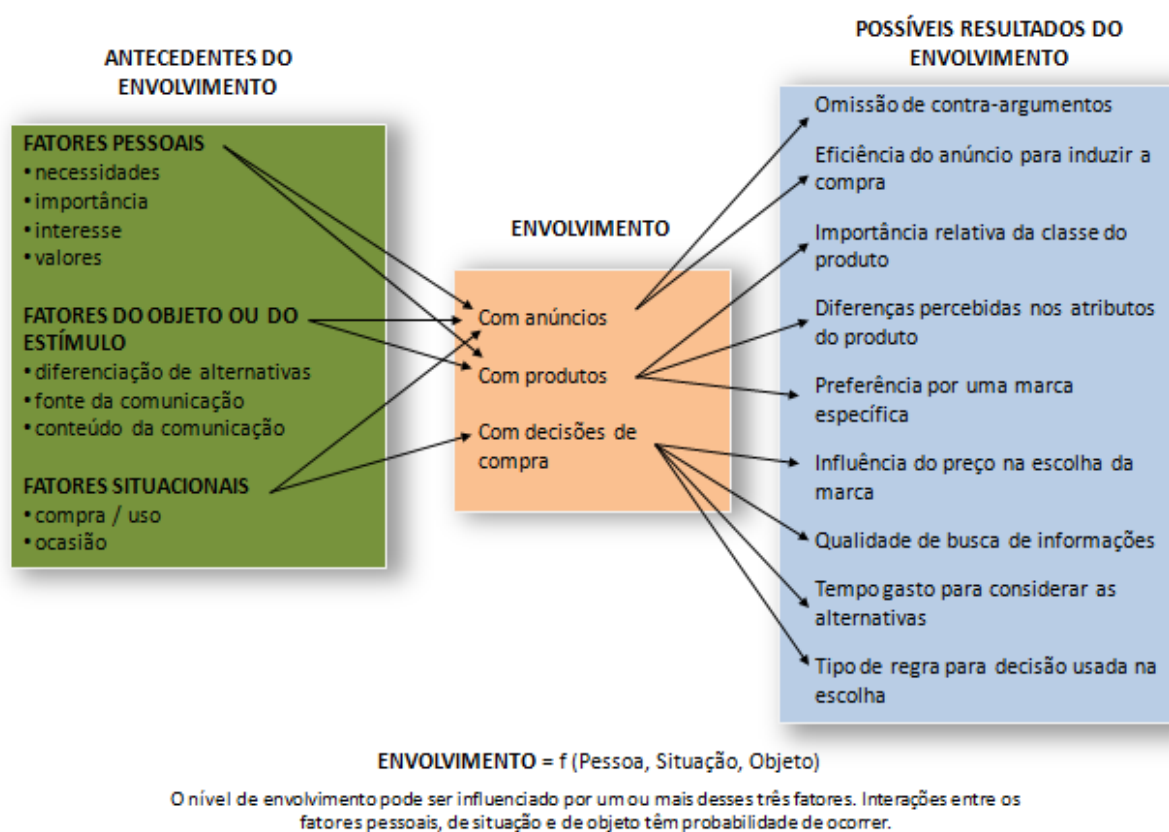 ANTECEDENTES DO
ENVOLVIMENTO
FATORES PESSOAIS
• necessidades
• importância
• interesse
• valores
FATORES DO OBJETO OU DO
ESTÍMULO
• diferenciação de alternativas
• fonte da comunicação
• conteúdo da comunicação
FATORES SITUACIONAIS
• compra / uso
• ocasião
ENVOLVIMENTO
Com anúncios
Com produtos
Com decisões de
compra
POSSÍVEIS RESULTADOS DO
ENVOLVIMENTO
Omissão de contra-argumentos
Eficiência do anúncio para induzir a
compra
Importância relativa da classe do
produto
Diferenças percebidas nos atributos
do produto
Preferência por uma marca
específica
Influência do preço na escolha da
marca
Qualidade de busca de informações
Tempo gasto para considerar as
alternativas
Tipo de regra para decisão usada na
escolha
ENVOLVIMENTO = f (Pessoa, Situação, Objeto)
O nível de envolvimento pode ser influenciado por um ou mais desses três fatores. Interações entre os
fatores pessoais, de situação e de objeto têm probabilidade de ocorrer.